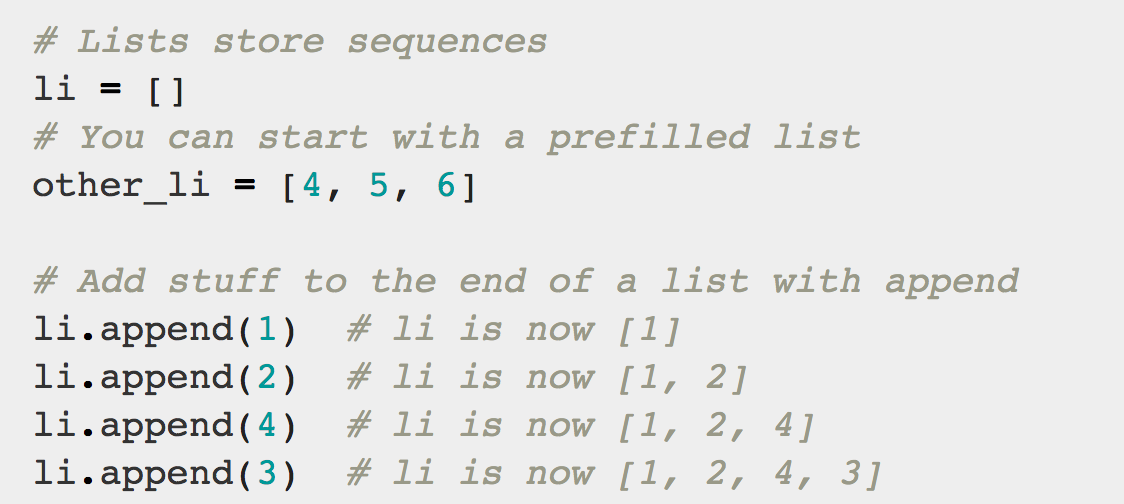 # Lists store sequences
li = []
# You can start with a prefilled list
other_li = [4, 5, 6]

# Add stuff to the end of a list with append
li.append(1)  # li is now [1]
li.append(2)  # li is now [1, 2]
li.append(4)  # li is now [1, 2, 4]
li.append(3)  # li is now [1, 2, 4, 3]